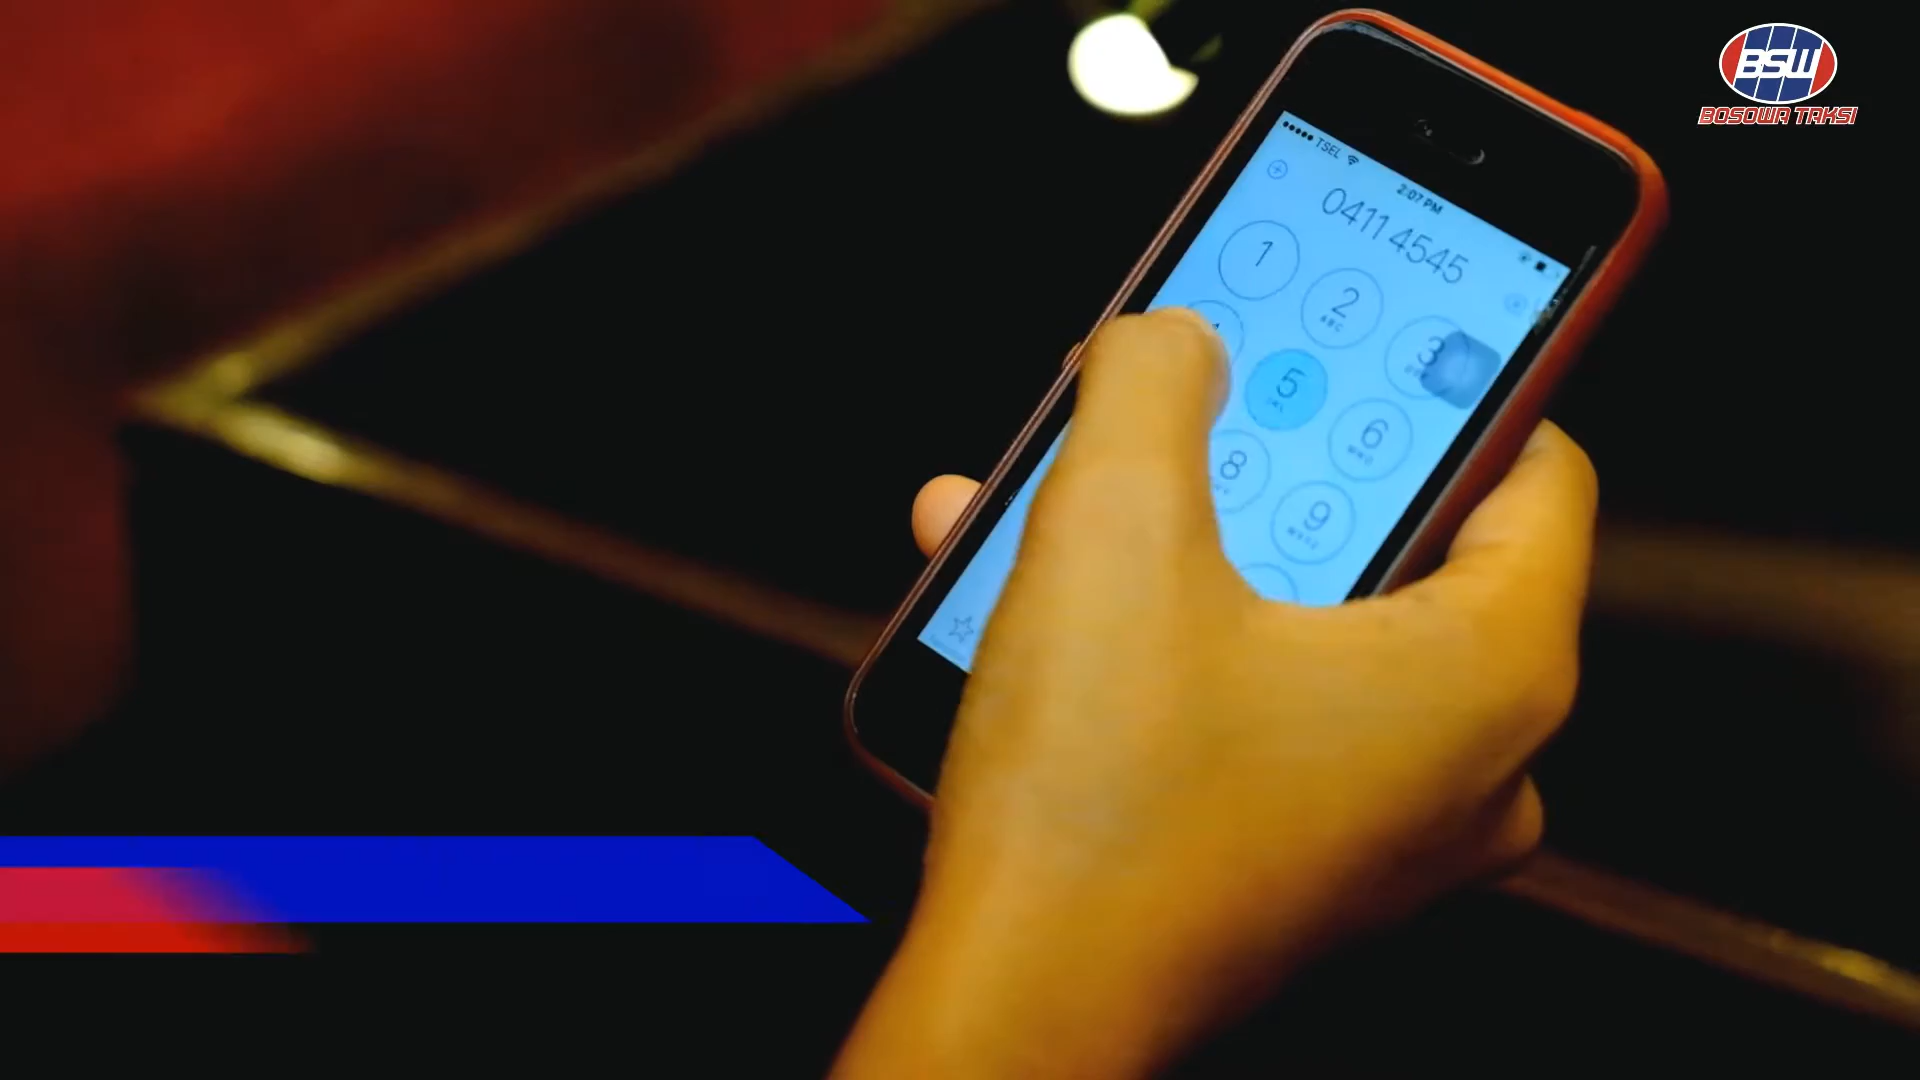 BSW
BOSOWA TAKSI
TSEL
2:07 PM
0411 4545
1
2
ABC
3
5
JKL
6
MNO
8
9
WXYZ